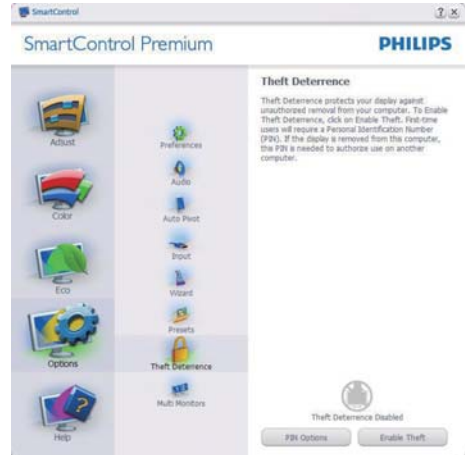 SmartControl
SmartControl Premium
PHILIPS
Adjust
Color
Eco
Options
Help
Preferences
Audio
Auto Pivot
Input
Wizard
Presets
Theft Deterrence
Multi Monitors
Theft Deterrence
Theft Deterrence protects your display against
unauthorized removal from your computer. To Enable
Theft Deterrence, click on Enable Theft. First-time
users will require a Personal Identification Number
(PIN). If the display is removed from this computer,
the PIN is needed to authorize use on another
computer.
Theft Deterrence Disabled
PIN Options
Enable Theft